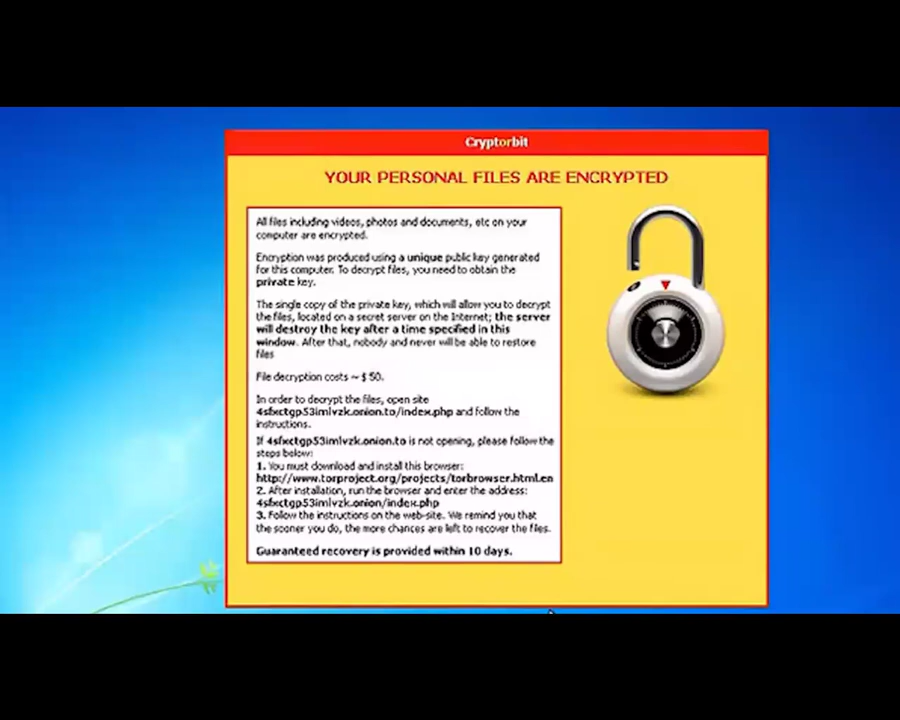 Cryptorbit
YOUR PERSONAL FILES ARE ENCRYPTED
All files including videos, photos and documents, etc on your
computer are encrypted.
Encryption was produced using a unique public key generated
for this computer. To decrypt files, you need to obtain the
private key.
The single copy of the private key, which will allow you to decrypt
the files, located on a secret server on the Internet; the server
will destroy the key after a time specified in this
window. After that, nobody and never will be able to restore
files
File decryption costs ~ $ 50.
In order to decrypt the files, open site
4sfxctgp53imlvzk.onion.to/index.php and follow the
instructions.
If 4sfxctgp53imlvzk.onion.to is not opening, please follow the
steps below:
1. You must download and install this browser:
http://www.torproject.org/projects/torbrowser.html.en
2. After installation, run the browser and enter the address:
4sfxctgp53imlvzk.onion/index.php
3. Follow the instructions on the web-site. We remind you that
the sooner you do, the more chances are left to recover the files.
Guaranteed recovery is provided within 10 days.